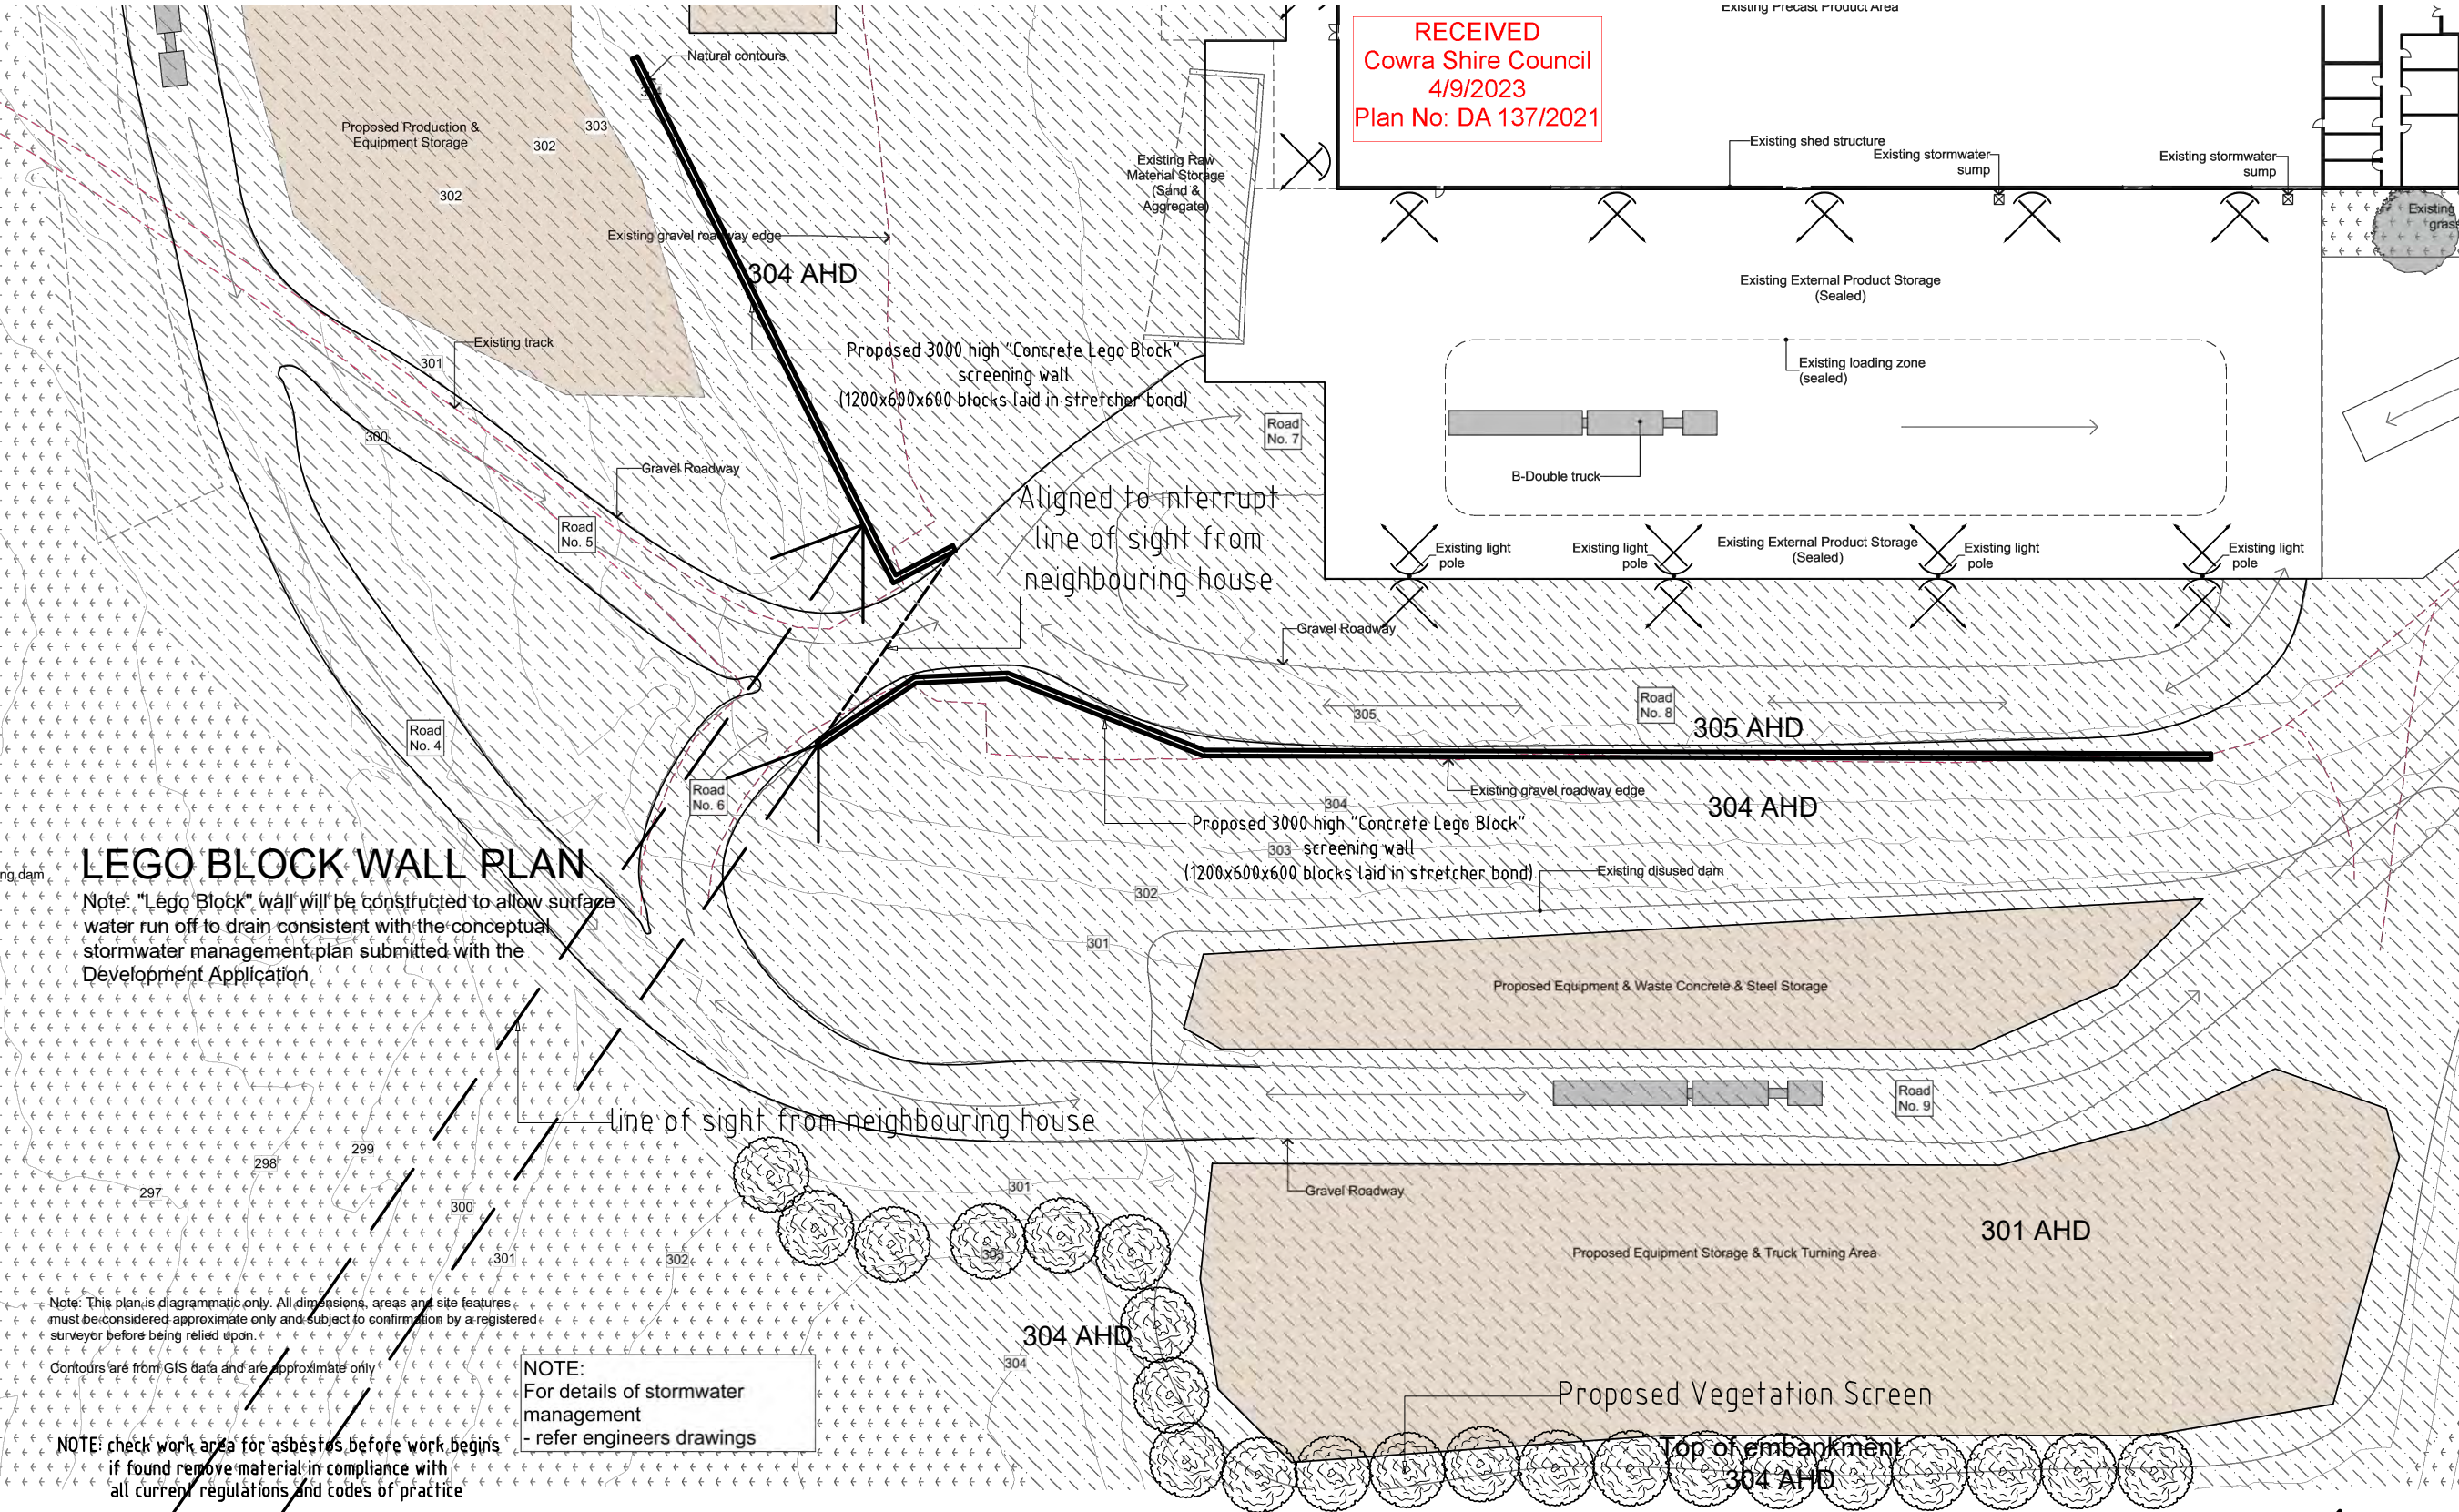 Existing Precast Product Area
RECEIVED
Cowra Shire Council
4/9/2023
Plan No: DA 137/2021
Natural contours
304
303
302
302
Proposed Production &
Equipment Storage
Existing gravel roadway edge
304 AHD
Existing Raw
Material Storage
(Sand &
Aggregate)
Existing shed structure
Existing stormwater
sump
Existing stormwater
sump
Existing
grass
Existing External Product Storage
(Sealed)
Existing track
301
300
Proposed 3000 high "Concrete Lego Block"
screening wall
(1200x600x600 blocks laid in stretcher bond)
Existing loading zone
(sealed)
Road
No. 7
B-Double truck
Gravel Roadway
Road
No. 5
Aligned to interrupt
line of sight from
neighbouring house
Existing light
pole
Existing light
pole
Existing External Product Storage
(Sealed)
Existing light
pole
Existing light
pole
Gravel Roadway
Road
No. 4
Road
No. 6
305
Road
No. 8
305 AHD
Existing gravel roadway edge
304
304 AHD
Proposed 3000 high "Concrete Lego Block"
303
screening wall
(1200x600x600 blocks laid in stretcher bond)
302
Existing disused dam
301
ng dam
LEGO BLOCK WALL PLAN
Note: "Lego Block" wall will be constructed to allow surface
water run off to drain consistent with the conceptual
stormwater management plan submitted with the
Development Application
Proposed Equipment & Waste Concrete & Steel Storage
Road
No. 9
line of sight from neighbouring house
Gravel Roadway
297
298
299
300
301
302
303
301
304 AHD
304
301 AHD
Proposed Equipment Storage & Truck Turning Area
Note: This plan is diagrammatic only. All dimensions, areas and site features
must be considered approximate only and subject to confirmation by a registered
surveyor before being relied upon.
Contours are from GIS data and are approximate only
NOTE:
For details of stormwater
management
- refer engineers drawings
NOTE: check work area for asbestos before work begins
if found remove material in compliance with
all current regulations and codes of practice
Proposed Vegetation Screen
Top of embankment
304 AHD